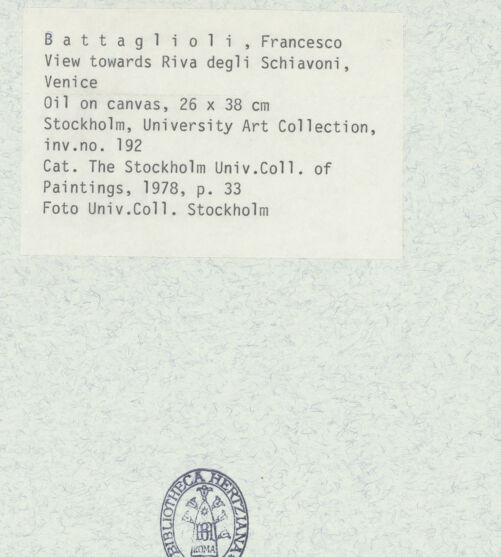 B a t t a g l i o l i , Francesco
View towards Riva degli Schiavoni,
Venice
Oil on canvas, 26 x 38 cm
Stockholm, University Art Collection,
inv.no. 192
Cat. The Stockholm Univ.Coll. of
Paintings, 1978, p. 33
Foto Univ.Coll. Stockholm
BIBLIOTHECA HERTZIANA
ROMA